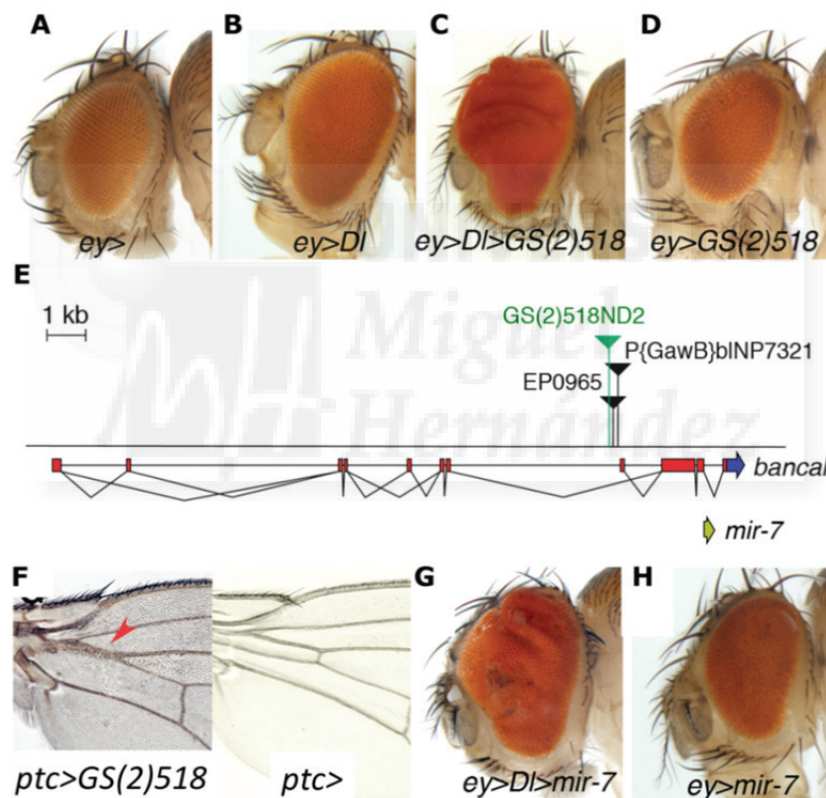 A
B
C
D
ey>
ey>Dl
ey>Dl>GS(2)518
ey>GS(2)518
E
1 kb
GS(2)518ND2
P{GawB}blNP7321
EP0965
Miguel
Hernández
bancal
mir-7
F
G
H
ptc>GS(2)518
ptc>
ey>Dl>mir-7
ey>mir-7